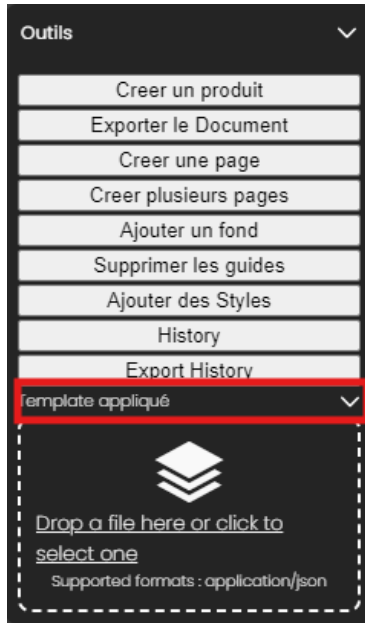 Outils
Creer un produit
Exporter le Document
Creer une page
Creer plusieurs pages
Ajouter un fond
Supprimer les guides
Ajouter des Styles
History
Export History
Template appliqué
Drop a file here or click to
select one
Supported formats : application/json